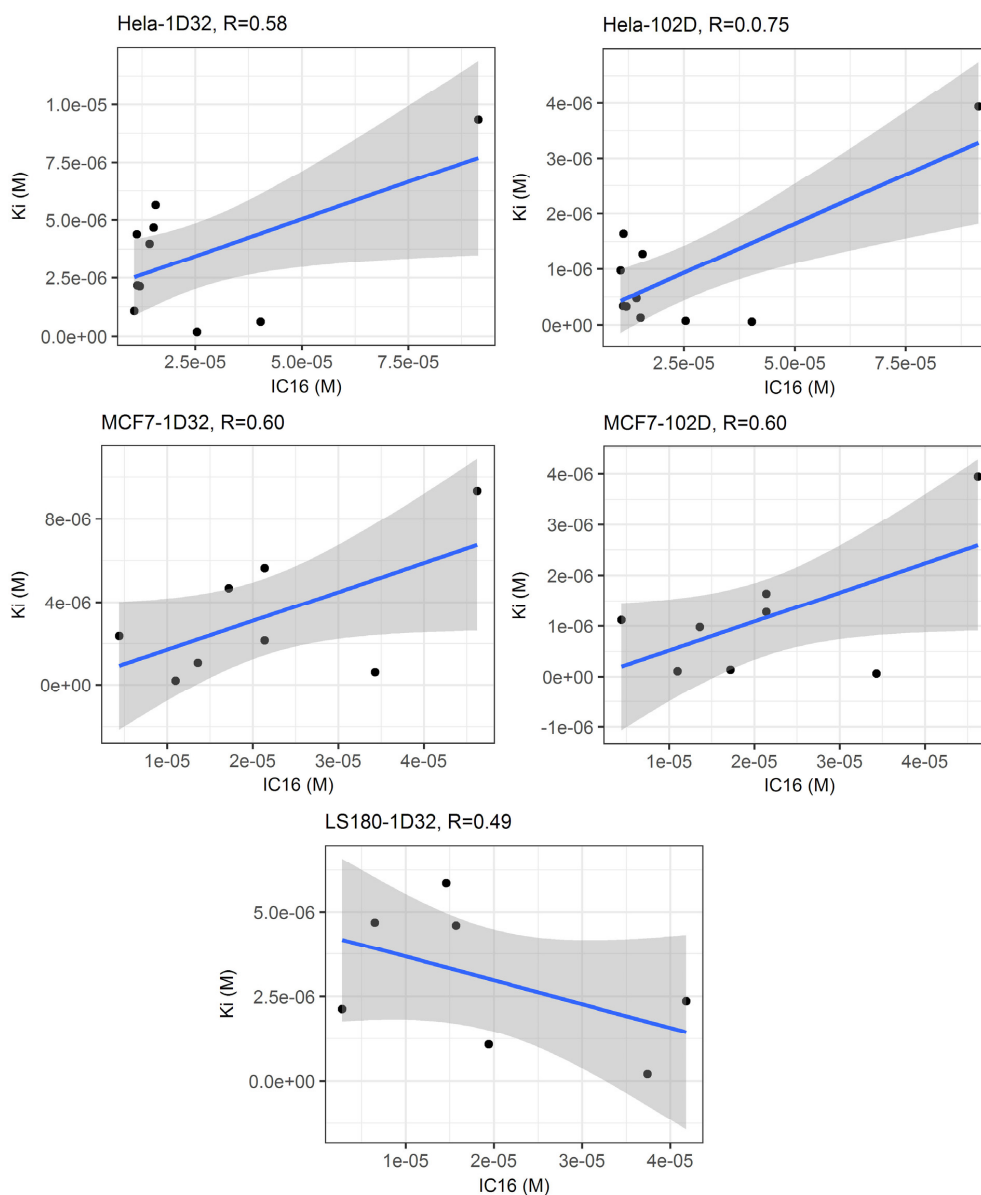 Hela-1D32, R=0.58
1.0e-05
7.5e-06
5.0e-06
2.5e-06
0.0e+00
Ki (M)
2.5e-05 5.0e-05 7.5e-05
IC16 (M)
Hela-102D, R=0.0.75
4e-06
3e-06
2e-06
1e-06
0e+00
Ki (M)
2.5e-05 5.0e-05 7.5e-05
IC16 (M)
MCF7-1D32, R=0.60
8e-06
4e-06
0e+00
Ki (M)
1e-05 2e-05 3e-05 4e-05
IC16 (M)
MCF7-102D, R=0.60
4e-06
3e-06
2e-06
1e-06
0e+00
-1e-06
Ki (M)
1e-05 2e-05 3e-05 4e-05
IC16 (M)
LS180-1D32, R=0.49
5.0e-06
2.5e-06
0.0e+00
Ki (M)
1e-05 2e-05 3e-05 4e-05
IC16 (M)